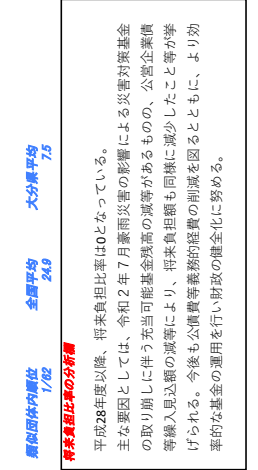 類似団体内順位 全国平均 大分県平均
1/62 24.9 7.5
将来負担比率の分析欄
平成28年度以降、将来負担比率は0となっている。
主な要因としては、令和2年7月豪雨災害の影響による災害対策基金
の取り崩しに伴う充当可能基金残高の減等があるものの、公営企業債
等繰入見込額の減等により、将来負担額も同様に減少したこと等が挙
げられる。今後も公債費等義務的経費の削減を図るとともに、より効
率的な基金の運用を行い財政の健全化に努める。